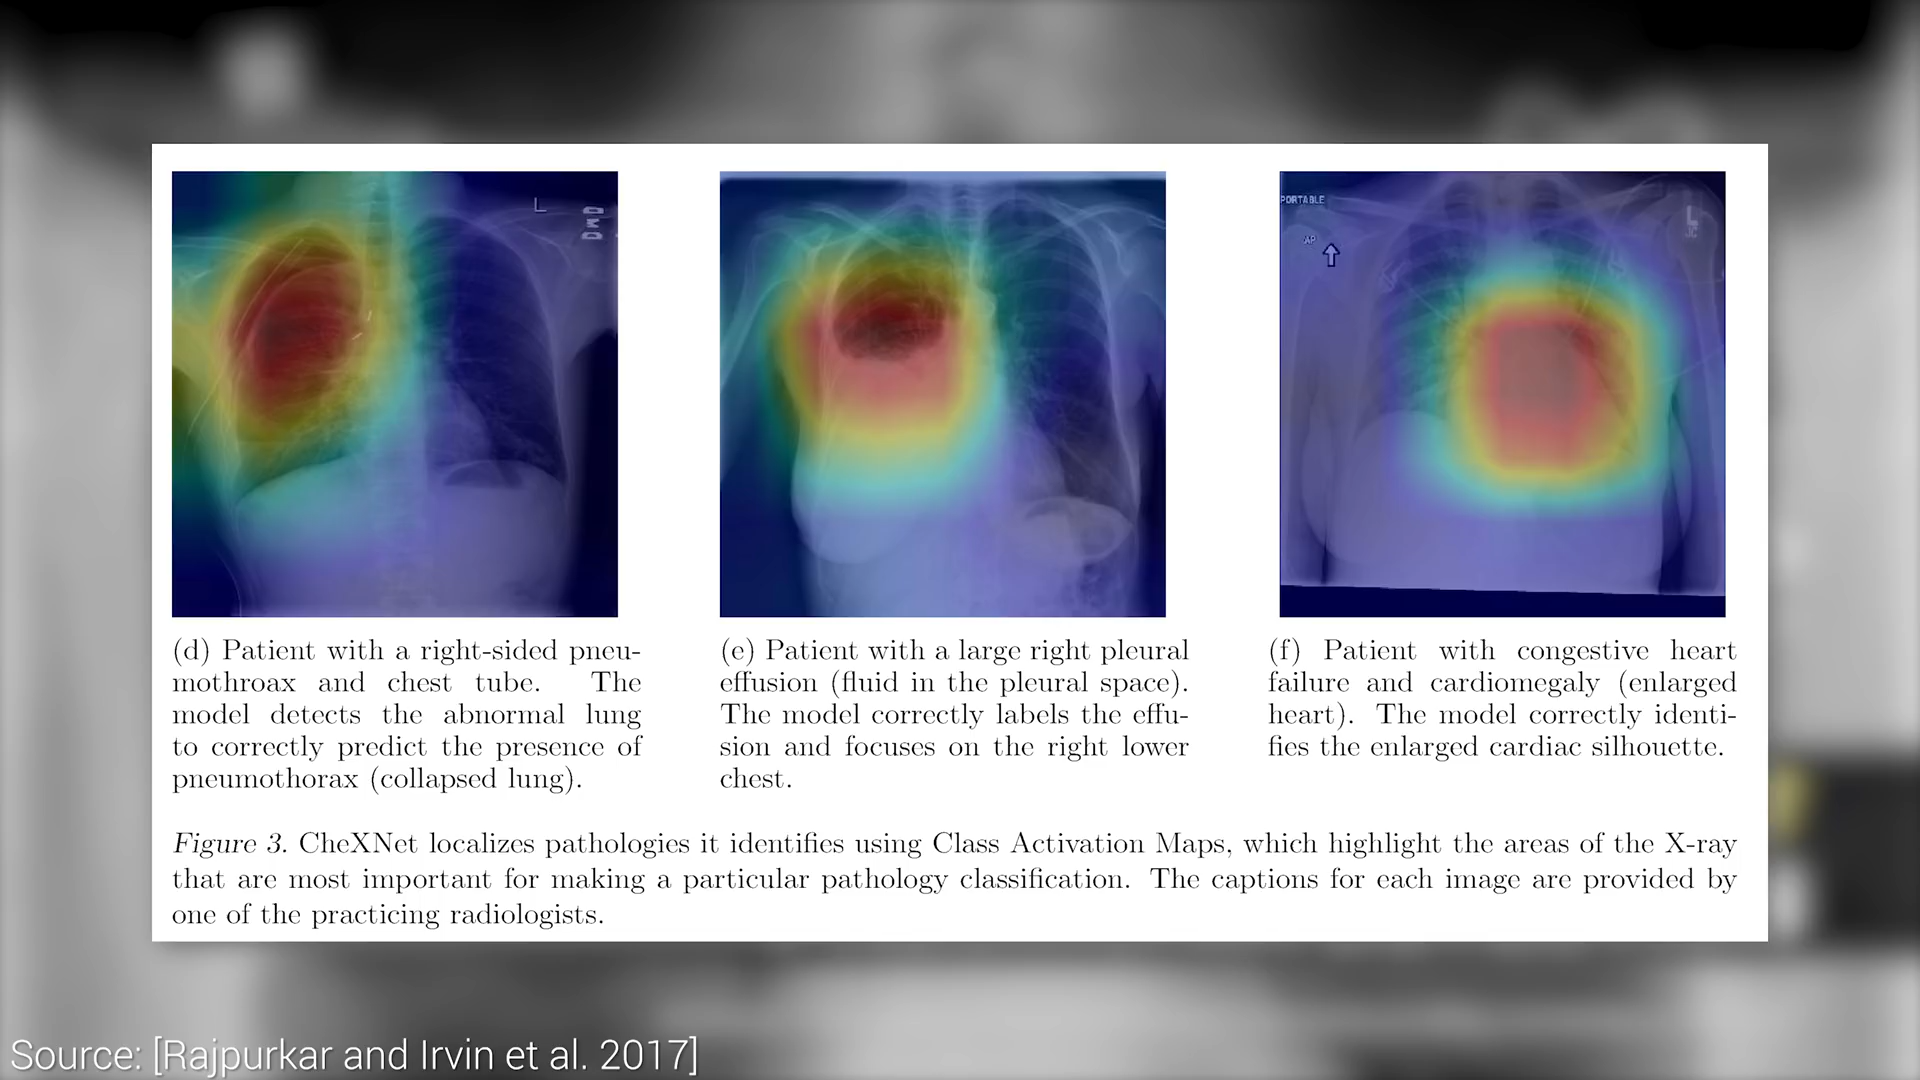 L
PORTABLE
AP
L
JC
(d) Patient with a right-sided pneu-
mothroax and chest tube. The
model detects the abnormal lung
to correctly predict the presence of
pneumothorax (collapsed lung).
(e) Patient with a large right pleural
effusion (fluid in the pleural space).
The model correctly labels the effu-
sion and focuses on the right lower
chest.
(f) Patient with congestive heart
failure and cardiomegaly (enlarged
heart). The model correctly identi-
fies the enlarged cardiac silhouette.
Figure 3. CheXNet localizes pathologies it identifies using Class Activation Maps, which highlight the areas of the X-ray
that are most important for making a particular pathology classification. The captions for each image are provided by
one of the practicing radiologists.
Source: [Rajpurkar and Irvin et al. 2017]